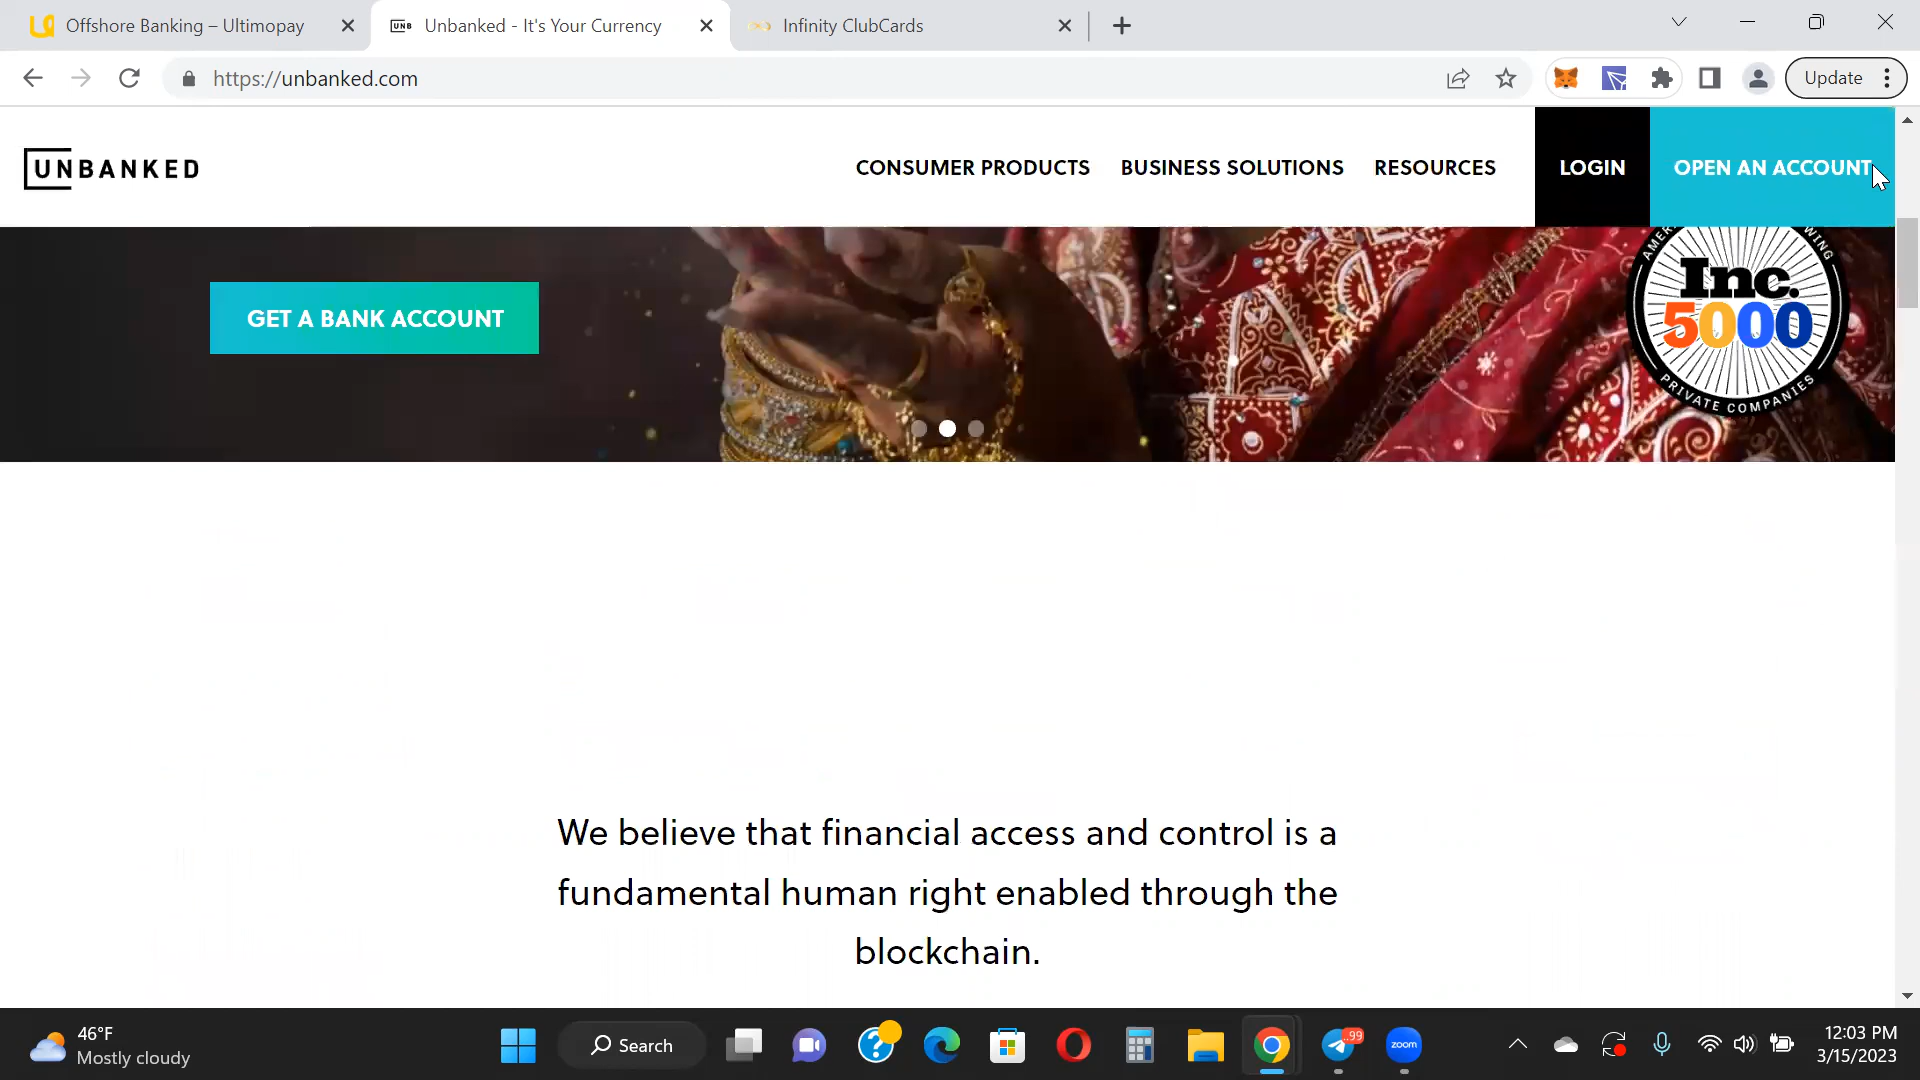 Offshore Banking – Ultimopay
UNB
Unbanked - It's Your Currency
Infinity ClubCards
https://unbanked.com
Update
UNBANKED
CONSUMER PRODUCTS
BUSINESS SOLUTIONS
RESOURCES
LOGIN
OPEN AN ACCOUNT
GET A BANK ACCOUNT
Inc.
5000
PRIVATE COMPANIES
We believe that financial access and control is a
fundamental human right enabled through the
blockchain.
46°F
Mostly cloudy
Search
..99
zoom
12:03 PM
3/15/2023